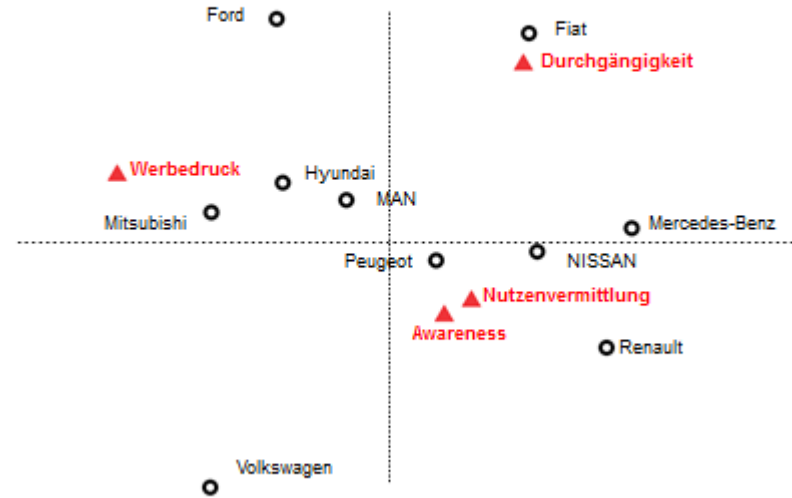 Ford
Fiat
Durchgängigkeit
Werbedruck
Hyundai
MAN
Mitsubishi
Mercedes-Benz
Peugeot
NISSAN
Nutzenvermittlung
Awareness
Renault
Volkswagen